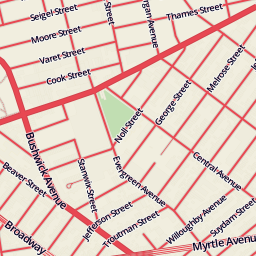 Seigel Street
Thames Street
Moore Street
Varet Street
Cook Street
Melrose Street
George Street
Noll Street
Bushwick Avenue
Central Avenue
Evergreen Avenue
Stanwix Street
Beaver Street
Jefferson Street
Troutman Street
Willoughby Avenue
Suydam Street
Broadway
Myrtle Avenue